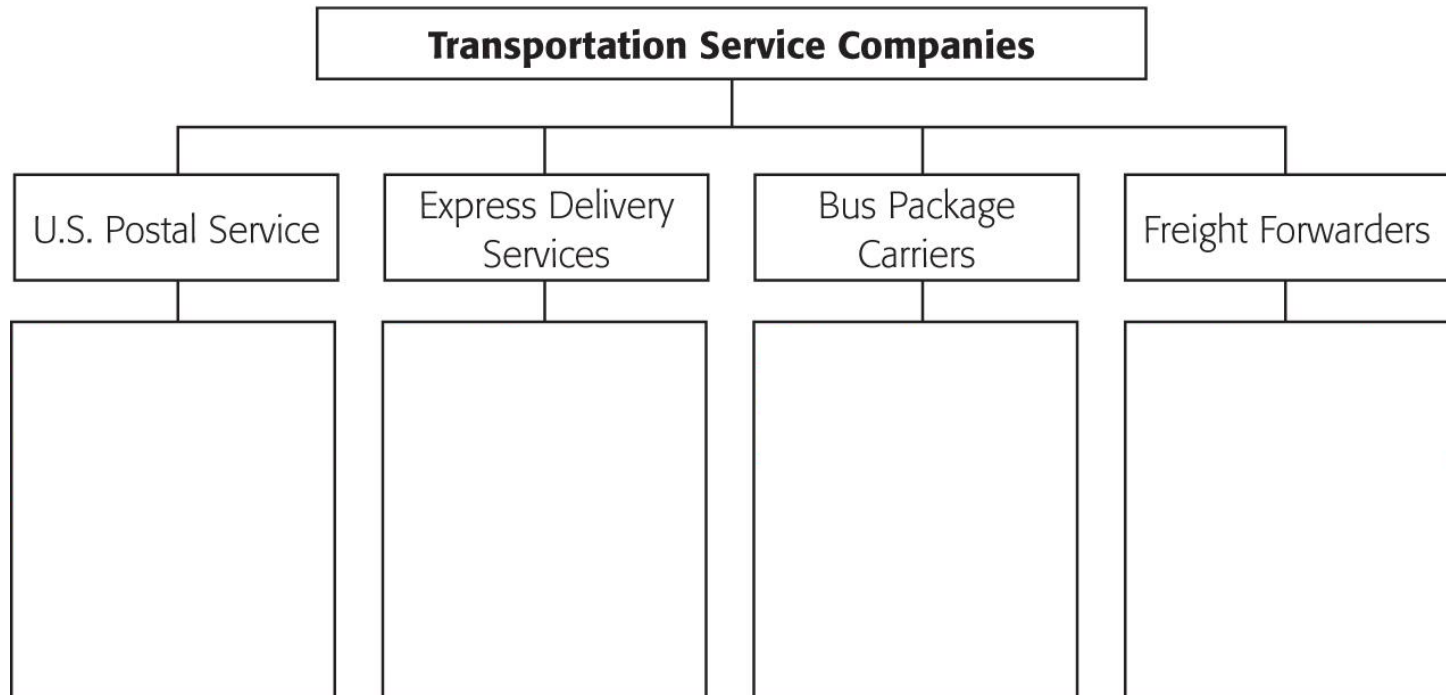 Transportation Service Companies
U.S. Postal Service
Express Delivery
Services
Bus Package
Carriers
Freight Forwarders